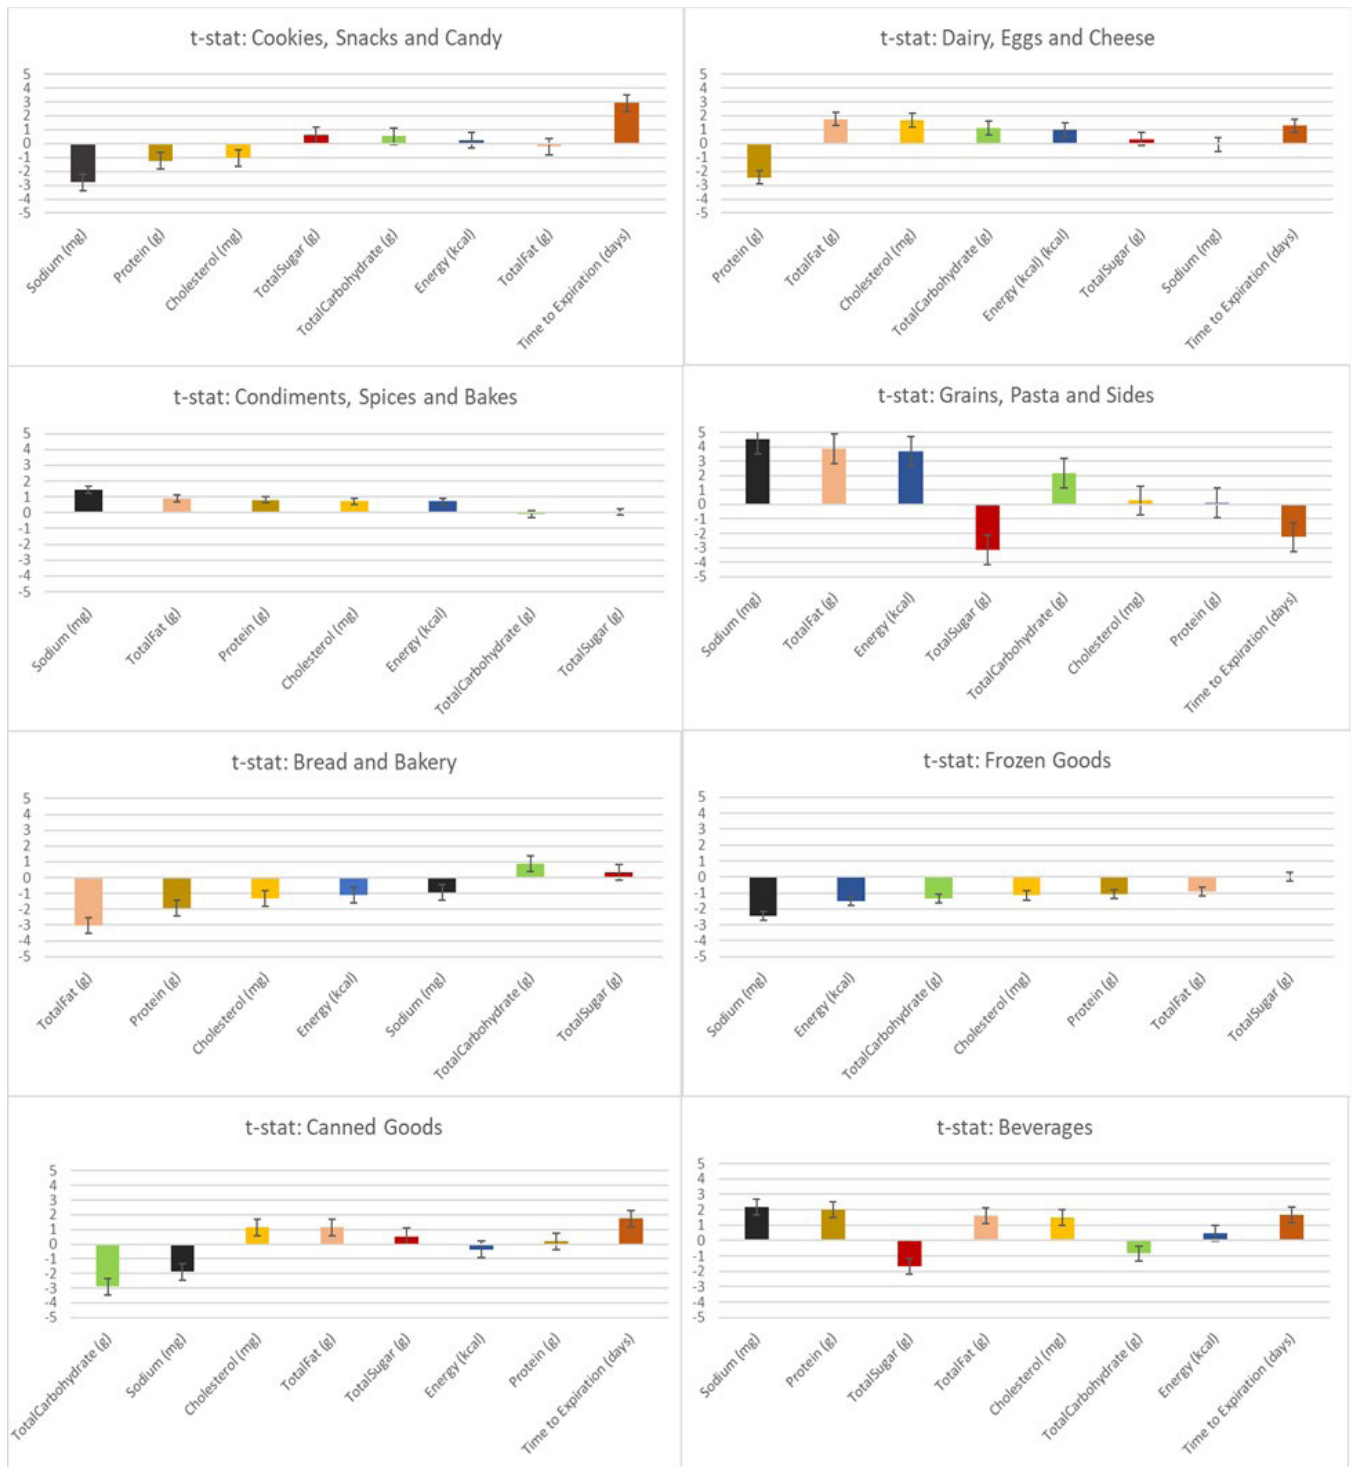 t-stat: Cookies, Snacks and Candy
5
4
3
2
1
0
-1
-2
-3
-4
-5
Sodium (mg)
Protein (g)
Cholesterol (mg)
TotalSugar (g)
TotalCarbohydrate (g)
Energy (kcal)
TotalFat (g)
Time to Expiration (days)
t-stat: Dairy, Eggs and Cheese
5
4
3
2
1
0
-1
-2
-3
-4
-5
Protein (g)
TotalFat (g)
Cholesterol (mg)
TotalCarbohydrate (g)
Energy (kcal) (kcal)
TotalSugar (g)
Sodium (mg)
Time to Expiration (days)
t-stat: Condiments, Spices and Bakes
5
4
3
2
1
0
-1
-2
-3
-4
-5
Sodium (mg)
TotalFat (g)
Protein (g)
Cholesterol (mg)
Energy (kcal)
TotalCarbohydrate (g)
TotalSugar (g)
t-stat: Grains, Pasta and Sides
5
4
3
2
1
0
-1
-2
-3
-4
-5
Sodium (mg)
TotalFat (g)
Energy (kcal)
TotalSugar (g)
TotalCarbohydrate (g)
Cholesterol (mg)
Protein (g)
Time to Expiration (days)
t-stat: Bread and Bakery
5
4
3
2
1
0
-1
-2
-3
-4
-5
TotalFat (g)
Protein (g)
Cholesterol (mg)
Energy (kcal)
Sodium (mg)
TotalCarbohydrate (g)
TotalSugar (g)
t-stat: Frozen Goods
5
4
3
2
1
0
-1
-2
-3
-4
-5
Sodium (mg)
Energy (kcal)
TotalCarbohydrate (g)
Cholesterol (mg)
Protein (g)
TotalFat (g)
TotalSugar (g)
t-stat: Canned Goods
5
4
3
2
1
0
-1
-2
-3
-4
-5
TotalCarbohydrate (g)
Sodium (mg)
Cholesterol (mg)
TotalFat (g)
TotalSugar (g)
Energy (kcal)
Protein (g)
Time to Expiration (days)
t-stat: Beverages
5
4
3
2
1
0
-1
-2
-3
-4
-5
Sodium (mg)
Protein (g)
TotalSugar (g)
TotalFat (g)
Cholesterol (mg)
TotalCarbohydrate (g)
Energy (kcal)
Time to Expiration (days)